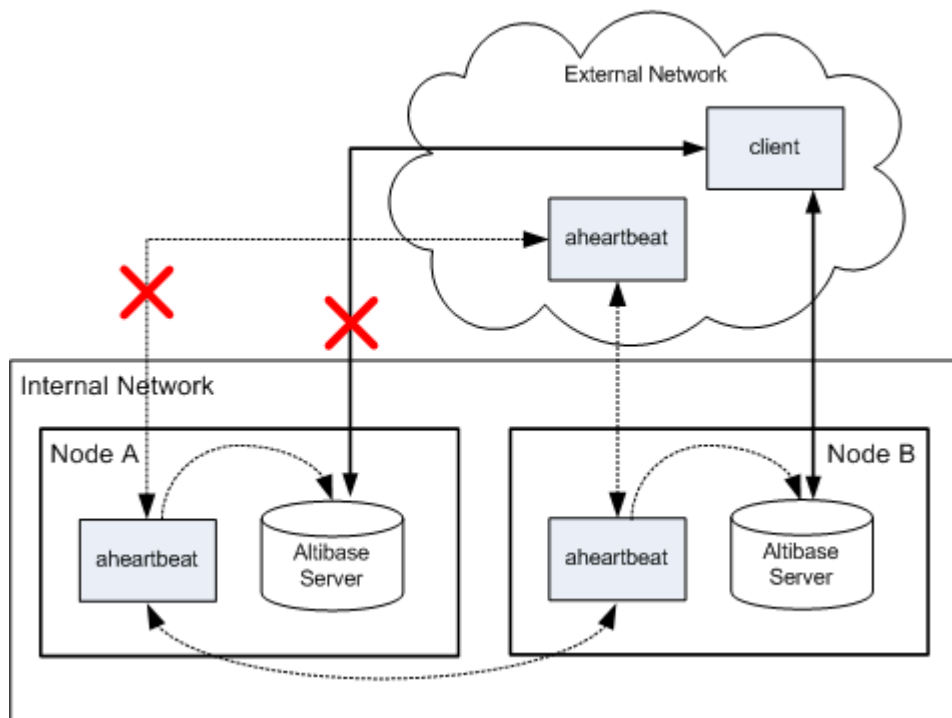 External Network
client
aheartbeat
Internal Network
Node A
Node B
aheartbeat
Altibase
Server
aheartbeat
Altibase
Server